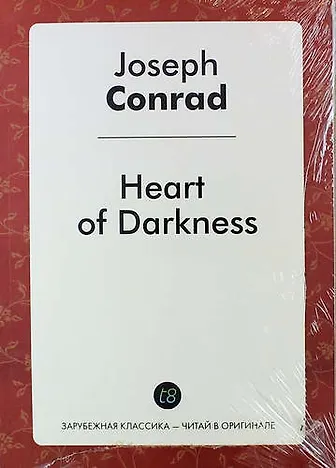 Joseph
Conrad
Heart
of Darkness
t8
ЗАРУБЕЖНАЯ КЛАССИКА — ЧИТАЙ В ОРИГИНАЛЕ